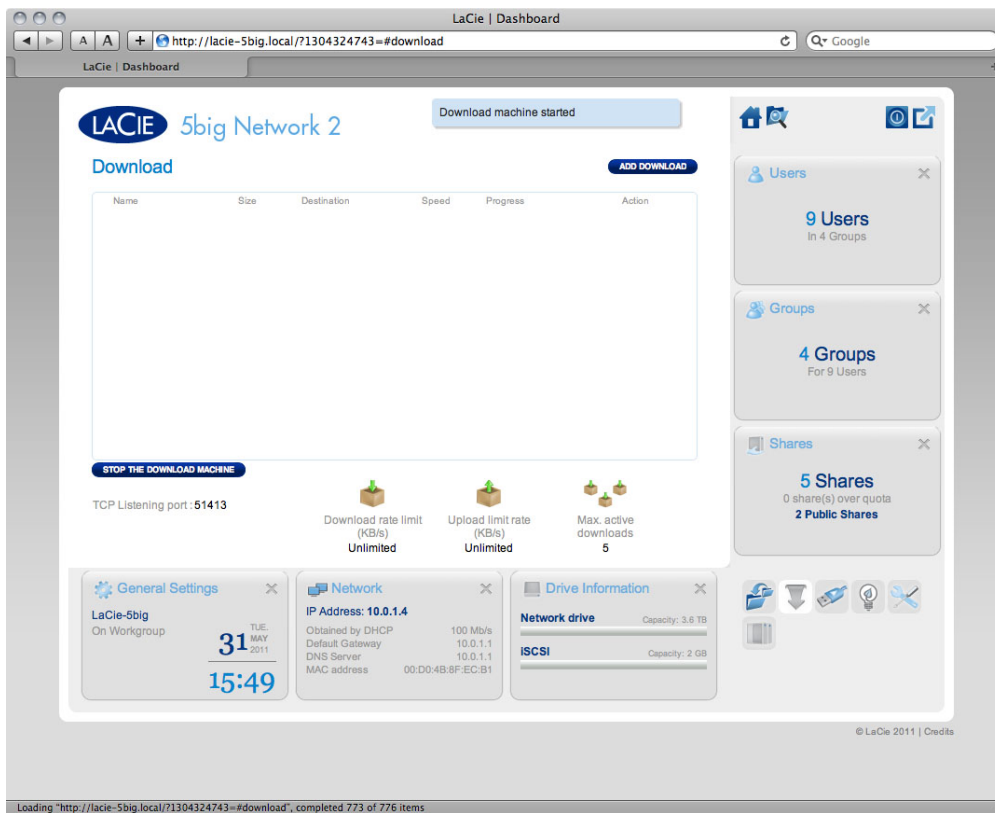 LaCie | Dashboard
A A + http://lacie-5big.local/?1304324743=#download Q Google
LaCie | Dashboard
LACIE 5big Network 2
Download machine started
Download
ADD DOWNLOAD
Name Size Destination Speed Progress Action
STOP THE DOWNLOAD MACHINE
TCP Listening port : 51413
Download rate limit
(KB/s)
Unlimited
Upload limit rate
(KB/s)
Unlimited
Max. active
downloads
5
Users
9 Users
In 4 Groups
Groups
4 Groups
For 9 Users
Shares
5 Shares
0 share(s) over quota
2 Public Shares
General Settings
LaCie-5big
On Workgroup
TUE.
31 MAY
2011
15:49
Network
IP Address: 10.0.1.4
Obtained by DHCP 100 Mb/s
Default Gateway 10.0.1.1
DNS Server 10.0.1.1
MAC address 00:D0:4B:8F:EC:B1
Drive Information
Network drive Capacity: 3.6 TB
iSCSI Capacity: 2 GB
© LaCie 2011 | Credits
Loading "http://lacie-5big.local/?1304324743=#download", completed 773 of 776 items